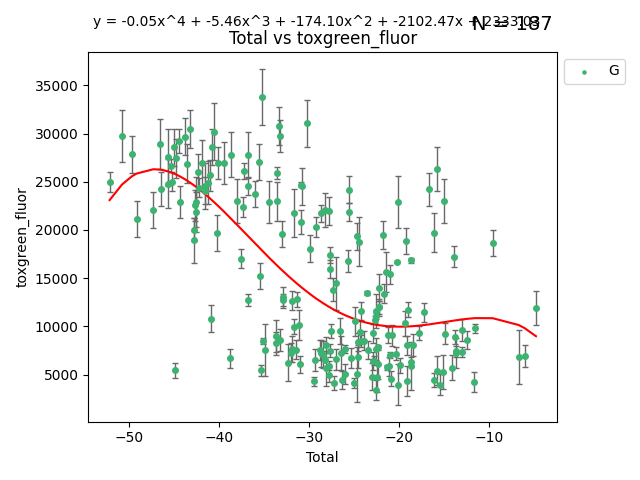 y = -0.05x^4 + -5.46x^3 + -174.10x^2 + -2102.47x +
N = 187
Total vs toxgreen_fluor
G
35000
30000
25000
20000
15000
10000
5000
toxgreen_fluor
−50 −40 −30 −20 −10
Total